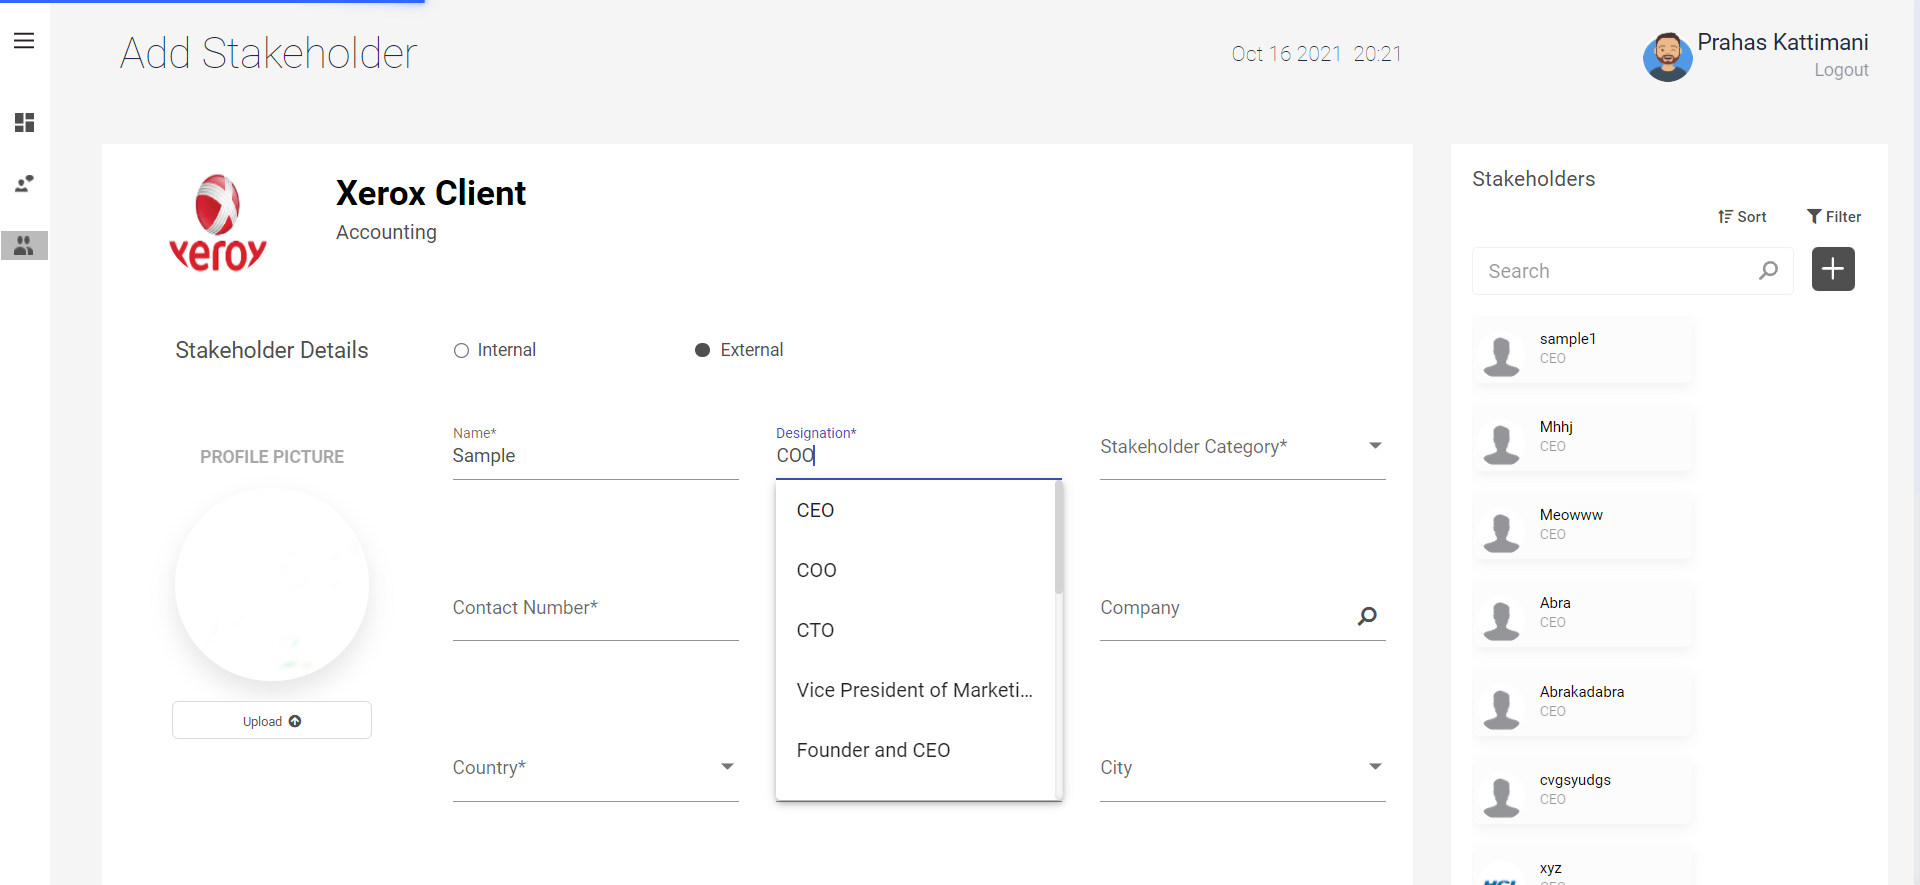 Add Stakeholder
Oct 16 2021 20:21
Prahas Kattimani
Logout
xeroy
Xerox Client
Accounting
Stakeholder Details
Internal
External
PROFILE PICTURE
Upload
Name*
Sample
Designation*
COO
Stakeholder Category*
CEO
COO
CTO
Vice President of Marketi...
Founder and CEO
Contact Number*
Company
Country*
City
Stakeholders
Sort
Filter
Search
sample1
CEO
Mhhj
CEO
Meowww
CEO
Abra
CEO
Abrakadabra
CEO
cvgsyudgs
CEO
xyz